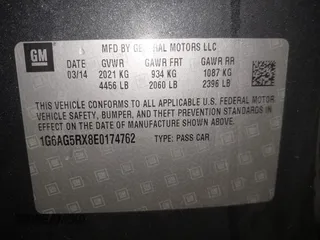 GM
MFD BY GENERAL MOTORS LLC
DATE GVWR GAWR FRT GAWR RR
03/14 2021 KG 934 KG 1087 KG
4456 LB 2060 LB 2396 LB
THIS VEHICLE CONFORMS TO ALL APPLICABLE U.S. FEDERAL MOTOR
VEHICLE SAFETY, BUMPER, AND THEFT PREVENTION STANDARDS IN
EFFECT ON THE DATE OF MANUFACTURE SHOWN ABOVE.
1G6AG5RX8E0174762 TYPE: PASS CAR